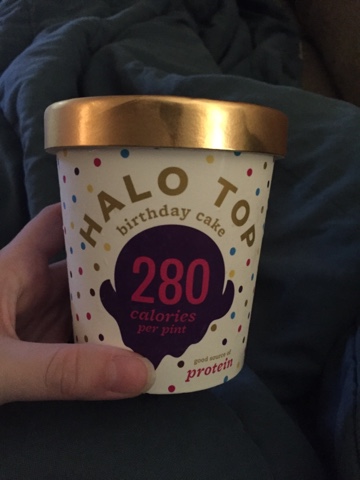 HALO TOP
birthday cake
280
calories
per pint
good source of
protein